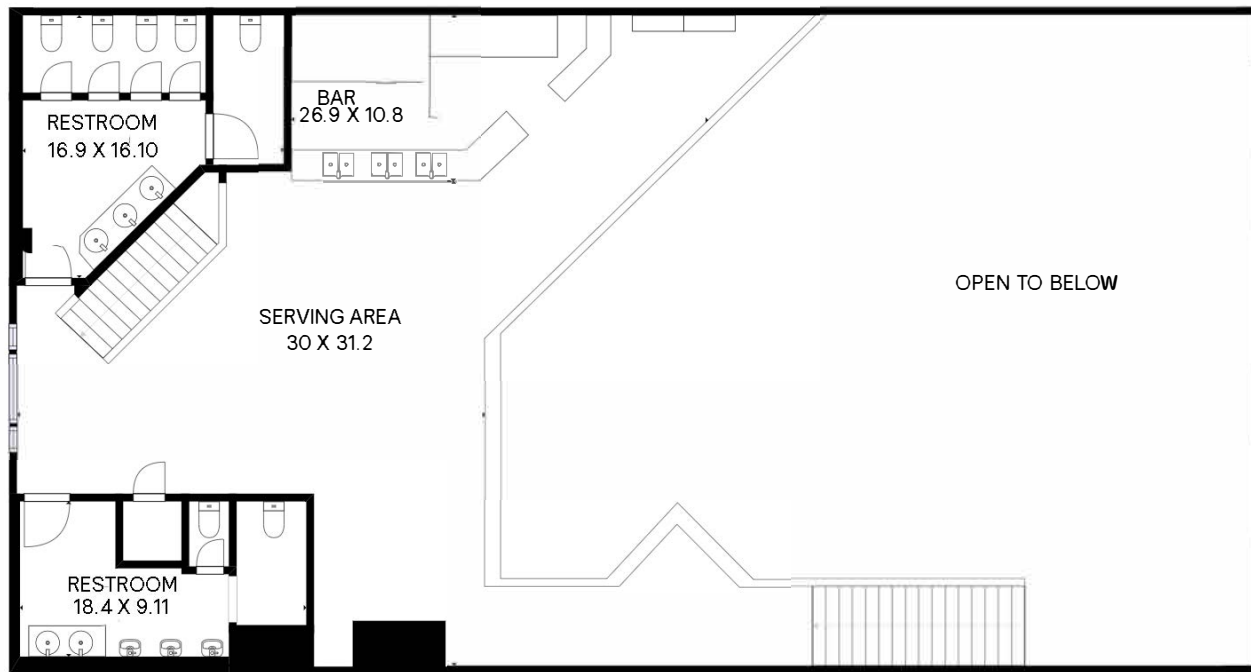 BAR
26.9 X 10.8
RESTROOM
16.9 X 16.10
OPEN TO BELOW
SERVING AREA
30 X 31.2
RESTROOM
18.4 X 9.11